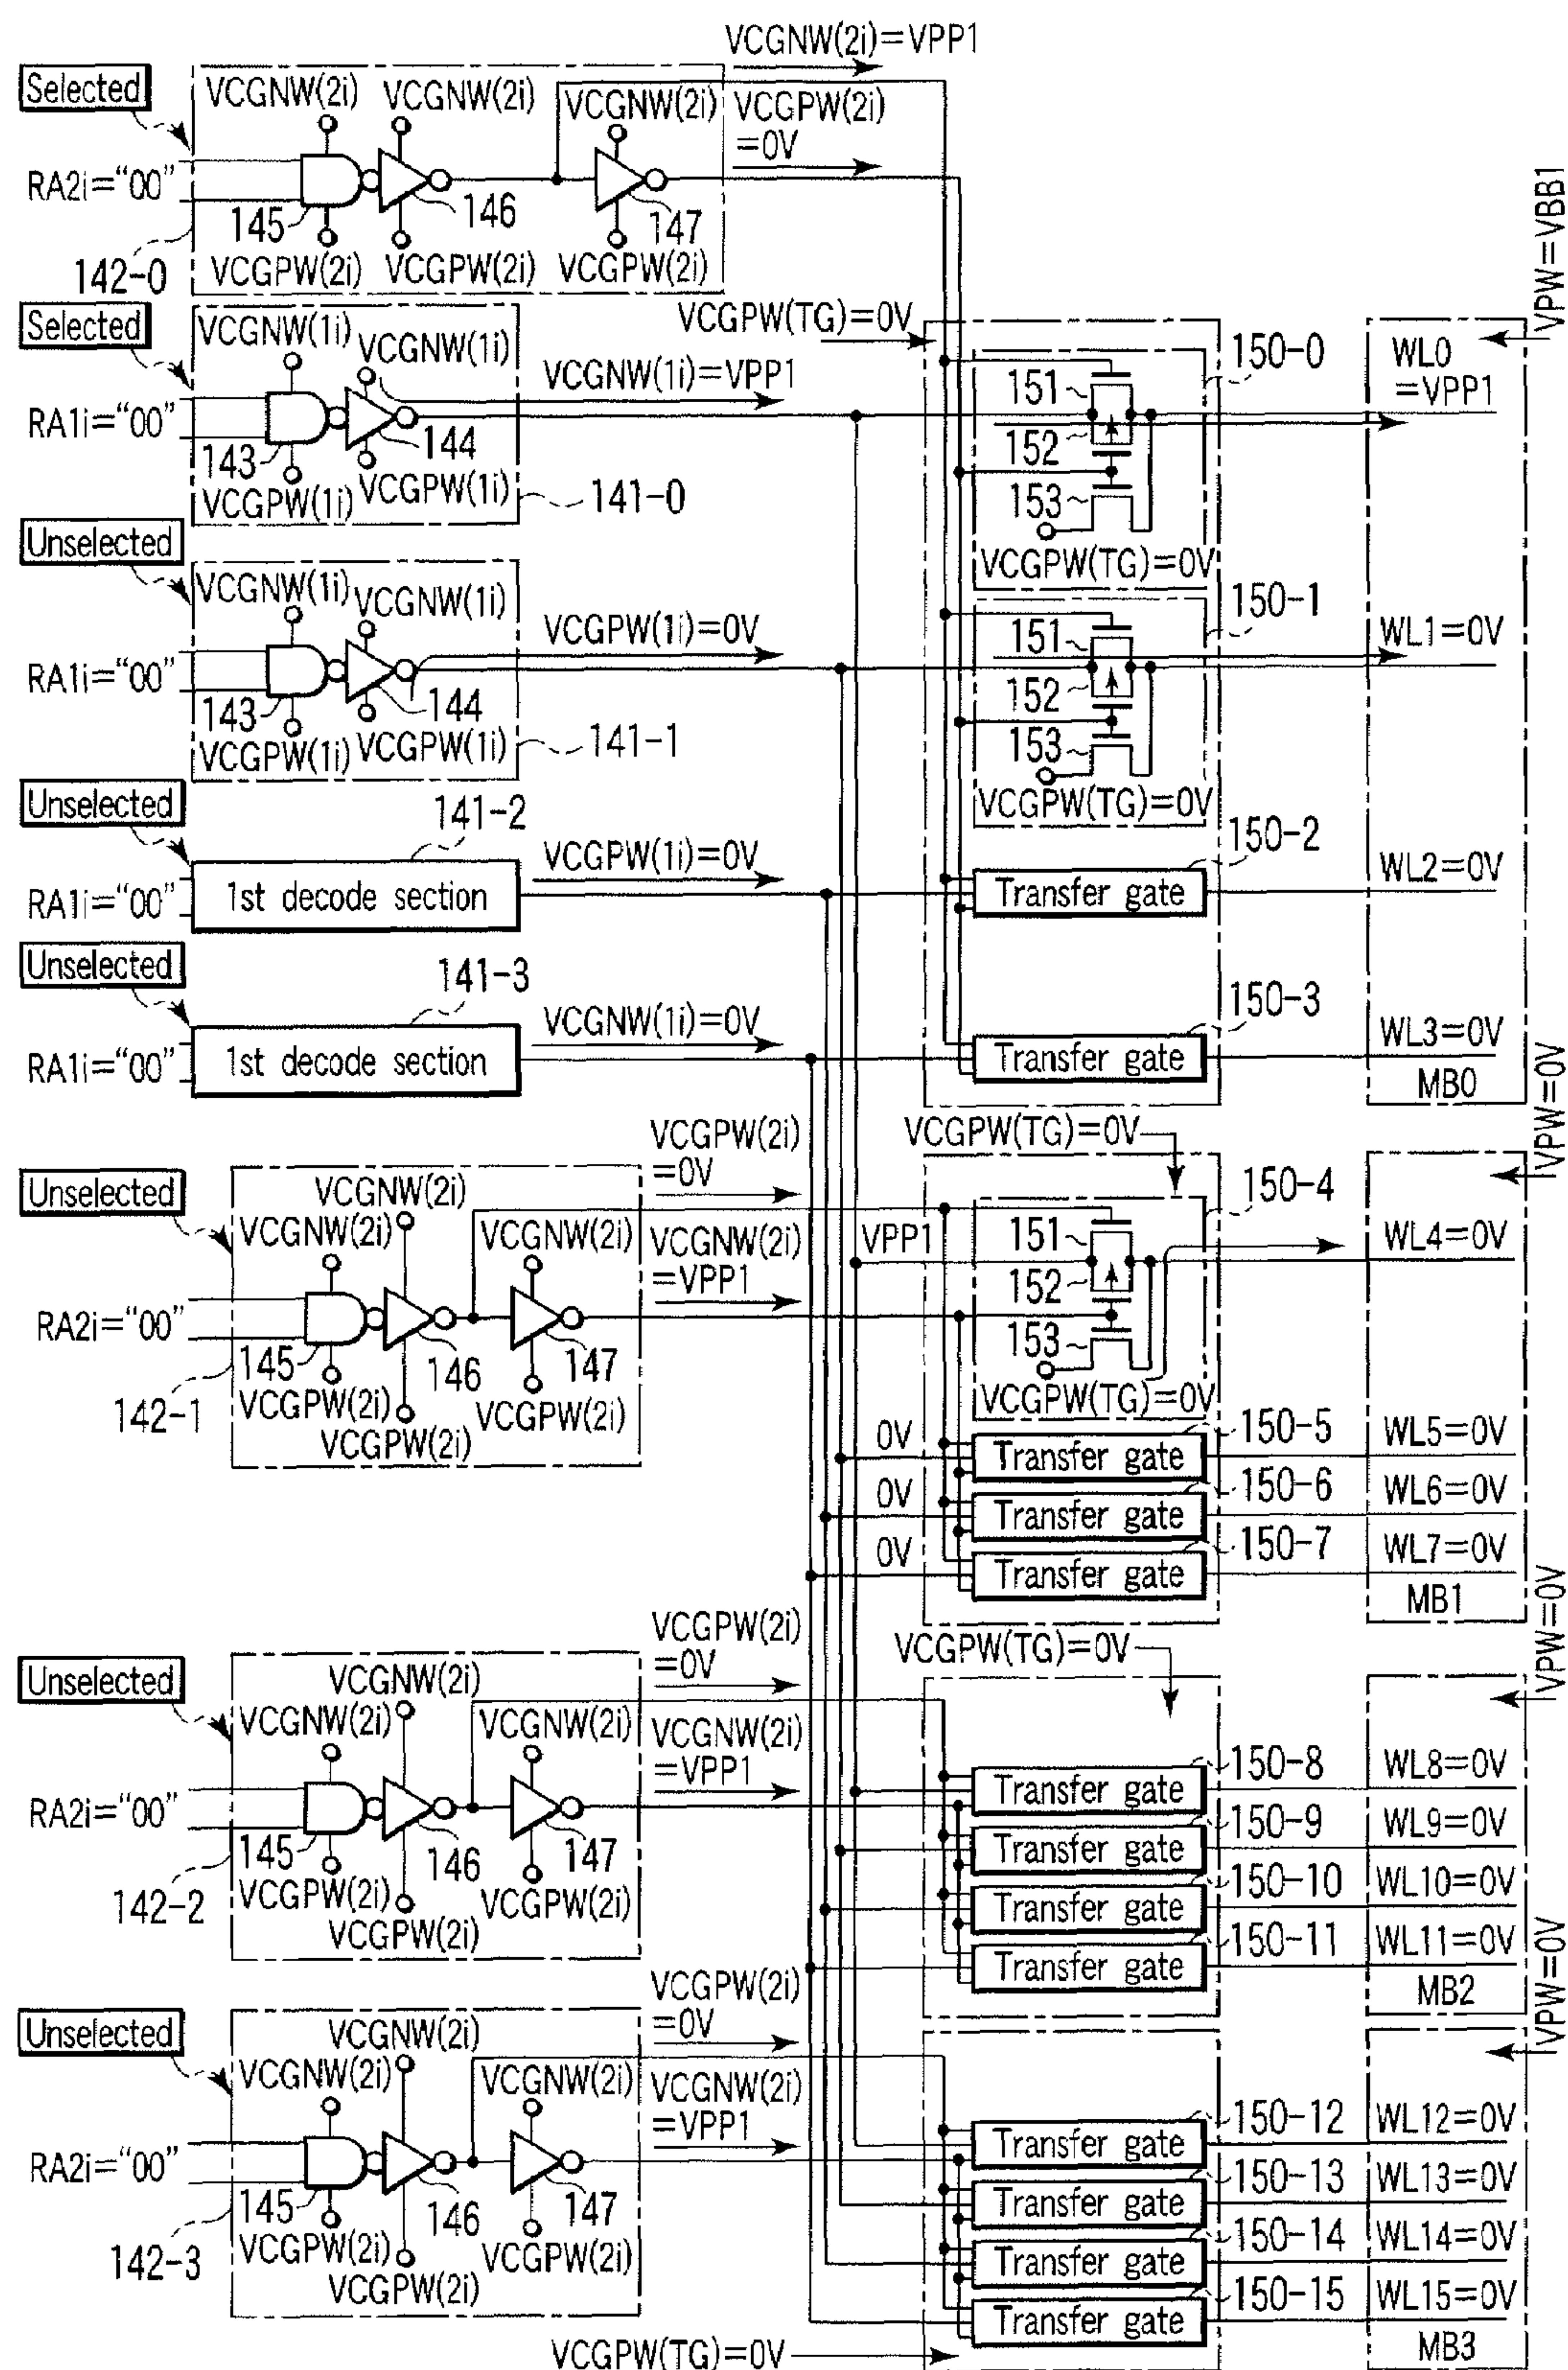 VCGNW(2i)=VPP1
Selected
VCGNW(2i)
VCGNW(2i)
VCGNW(2i)
VCGPW(2i)
=0V
RA2i="00"
145
146
147
142-0
VCGPW(2i)
VCGPW(2i)
VCGPW(2i)
VPW=VBB1
Selected
VCGNW(1i)
VCGNW(1i)
VCGNW(1i)=VPP1
VCGPW(TG)=0V
150-0
WL0
=VPP1
RA1i="00"
143
144
VCGPW(1i)
VCGPW(1i)
141-0
151
152
153
VCGPW(TG)=0V
Unselected
VCGNW(1i)
VCGNW(1i)
VCGPW(1i)=0V
150-1
WL1=0V
RA1i="00"
143
144
VCGPW(1i)
VCGPW(1i)
141-1
151
152
153
VCGPW(TG)=0V
Unselected
141-2
VCGPW(1i)=0V
150-2
WL2=0V
RA1i="00"
1st decode section
Transfer gate
Unselected
141-3
VCGNW(1i)=0V
150-3
WL3=0V
RA1i="00"
1st decode section
Transfer gate
MB0
VPW=0V
VCGPW(2i)
=0V
VCGPW(TG)=0V
Unselected
VCGNW(2i)
VCGNW(2i)
VCGNW(2i)
VCGNW(2i)
=VPP1
VPP1
150-4
WL4=0V
RA2i="00"
145
146
147
142-1
VCGPW(2i)
VCGPW(2i)
VCGPW(2i)
151
152
153
VCGPW(TG)=0V
0V
Transfer gate
150-5
WL5=0V
0V
Transfer gate
150-6
WL6=0V
0V
Transfer gate
150-7
WL7=0V
MB1
VPW=0V
VCGPW(2i)
=0V
VCGPW(TG)=0V
Unselected
VCGNW(2i)
VCGNW(2i)
VCGNW(2i)
VCGNW(2i)
=VPP1
RA2i="00"
145
146
147
142-2
VCGPW(2i)
VCGPW(2i)
VCGPW(2i)
Transfer gate
150-8
WL8=0V
Transfer gate
150-9
WL9=0V
Transfer gate
150-10
WL10=0V
Transfer gate
150-11
WL11=0V
MB2
VPW=0V
VCGPW(2i)
=0V
Unselected
VCGNW(2i)
VCGNW(2i)
VCGNW(2i)
VCGNW(2i)
=VPP1
RA2i="00"
145
146
147
142-3
VCGPW(2i)
VCGPW(2i)
VCGPW(2i)
Transfer gate
150-12
WL12=0V
Transfer gate
150-13
WL13=0V
Transfer gate
150-14
WL14=0V
Transfer gate
150-15
WL15=0V
MB3
VCGPW(TG)=0V